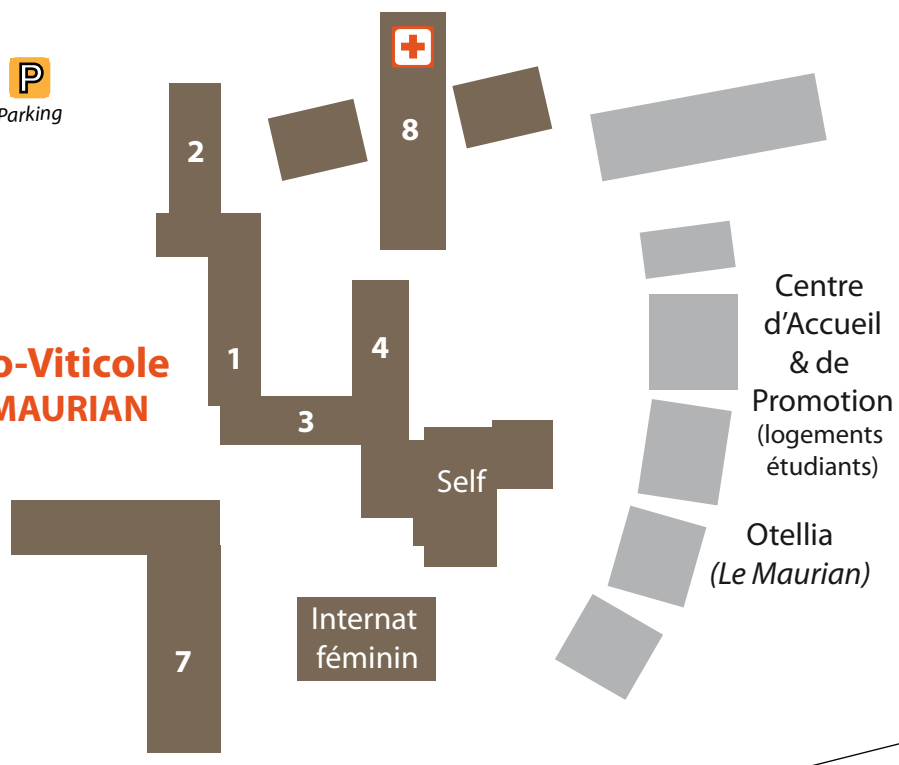 P
Parking
2
8
1
4
3
o-Viticole
MAURIAN
Self
7
Internat
féminin
Centre
d'Accueil
& de
Promotion
(logements
étudiants)
Otellia
(Le Maurian)